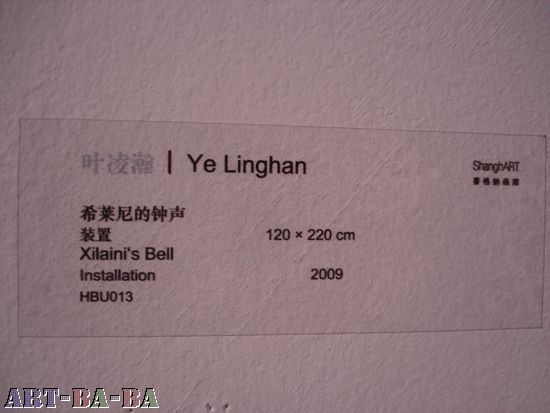 叶凌瀚 | Ye Linghan
ShanghART
香格纳画廊
希莱尼的钟声
装置 120 × 220 cm
Xilaini's Bell
Installation 2009
HBU013
ART-BA-BA